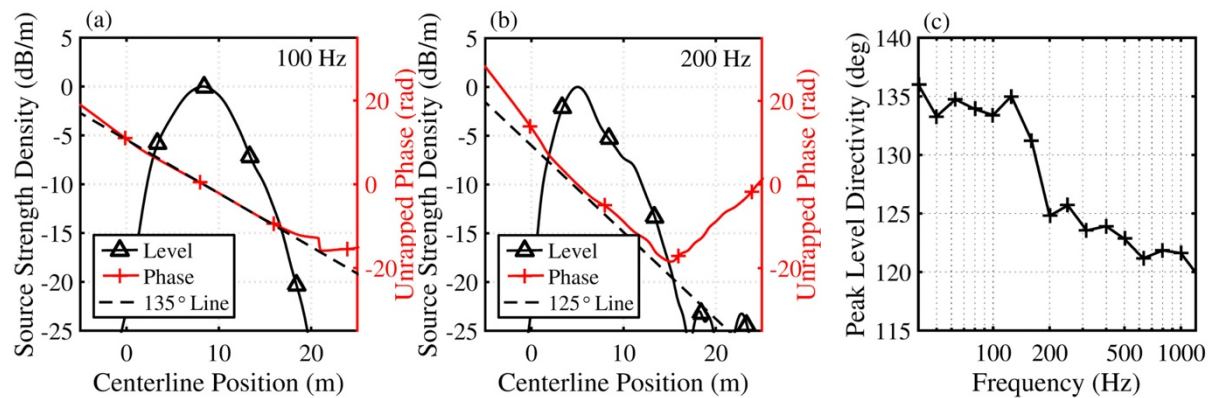 (a)
100 Hz
Source Strength Density (dB/m)
5
0
-5
-10
-15
-20
-25
0
10
20
Centerline Position (m)
20
0
-20
Unrapped Phase (rad)
Level
Phase
135° Line
(b)
200 Hz
Source Strength Density (dB/m)
5
0
-5
-10
-15
-20
-25
0
10
20
Centerline Position (m)
20
0
-20
Unrapped Phase (rad)
Level
Phase
125° Line
(c)
Peak Level Directivity (deg)
140
135
130
125
120
115
100
200
500
1000
Frequency (Hz)